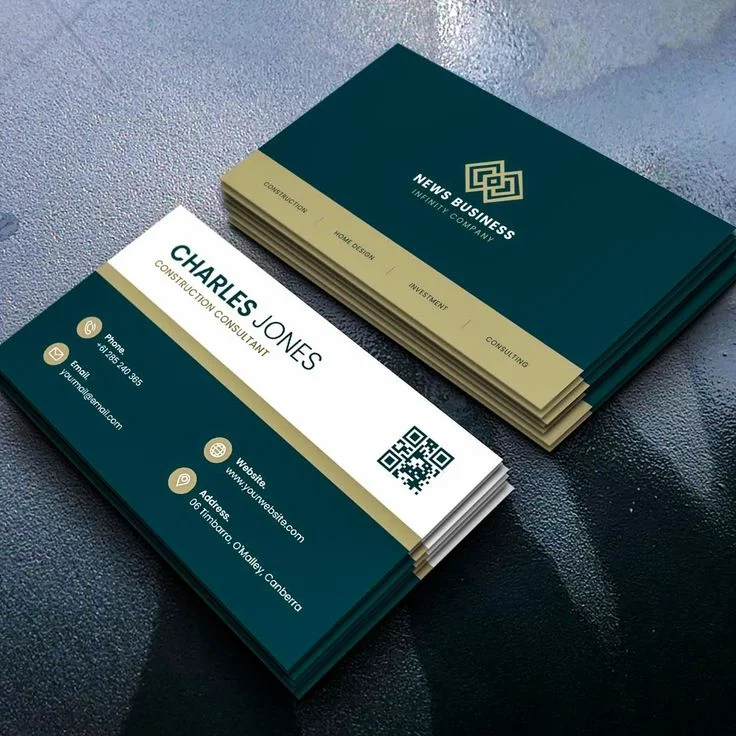 NEWS BUSINESS
INFINITY COMPANY
CONSTRUCTION | HOME DESIGN | INVESTMENT | CONSULTING
CHARLES JONES
CONSTRUCTION CONSULTANT
Phone.
+61 285 240 365
Email.
yourmail@email.com
Website.
www.yourwebsite.com
Address.
06 Timbarra, O'Malley, Canberra